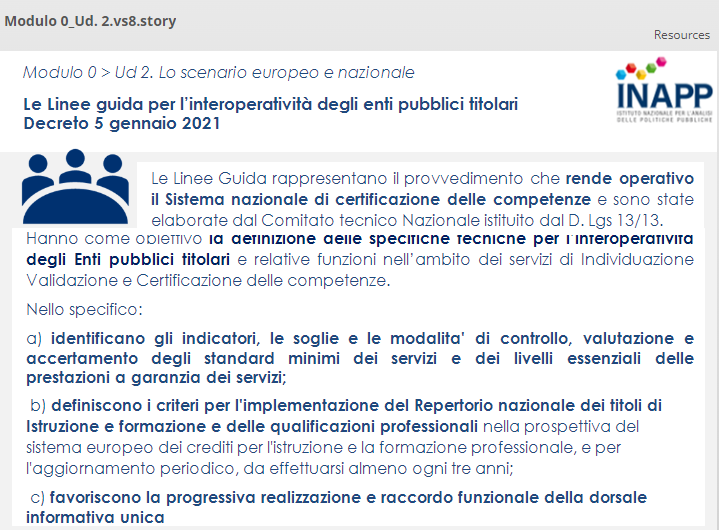 Modulo 0_Ud. 2.vs8.story
Resources
Modulo 0 > Ud 2. Lo scenario europeo e nazionale
INAPP
ISTITUTO NAZIONALE PER L'ANALISI
DELLE POLITICHE PUBBLICHE
Le Linee guida per l'interoperatività degli enti pubblici titolari
Decreto 5 gennaio 2021
Le Linee Guida rappresentano il provvedimento che rende operativo
il Sistema nazionale di certificazione delle competenze e sono state
elaborate dal Comitato tecnico Nazionale istituito dal D. Lgs 13/13.
Hanno come obiettivo la definizione delle specifiche tecniche per l'interoperatività
degli Enti pubblici titolari e relative funzioni nell'ambito dei servizi di Individuazione
Validazione e Certificazione delle competenze.
Nello specifico:
a) identificano gli indicatori, le soglie e le modalita' di controllo, valutazione e
accertamento degli standard minimi dei servizi e dei livelli essenziali delle
prestazioni a garanzia dei servizi;
b) definiscono i criteri per l'implementazione del Repertorio nazionale dei titoli di
Istruzione e formazione e delle qualificazioni professionali nella prospettiva del
sistema europeo dei crediti per l'istruzione e la formazione professionale, e per
l'aggiornamento periodico, da effettuarsi almeno ogni tre anni;
c) favoriscono la progressiva realizzazione e raccordo funzionale della dorsale
informativa unica